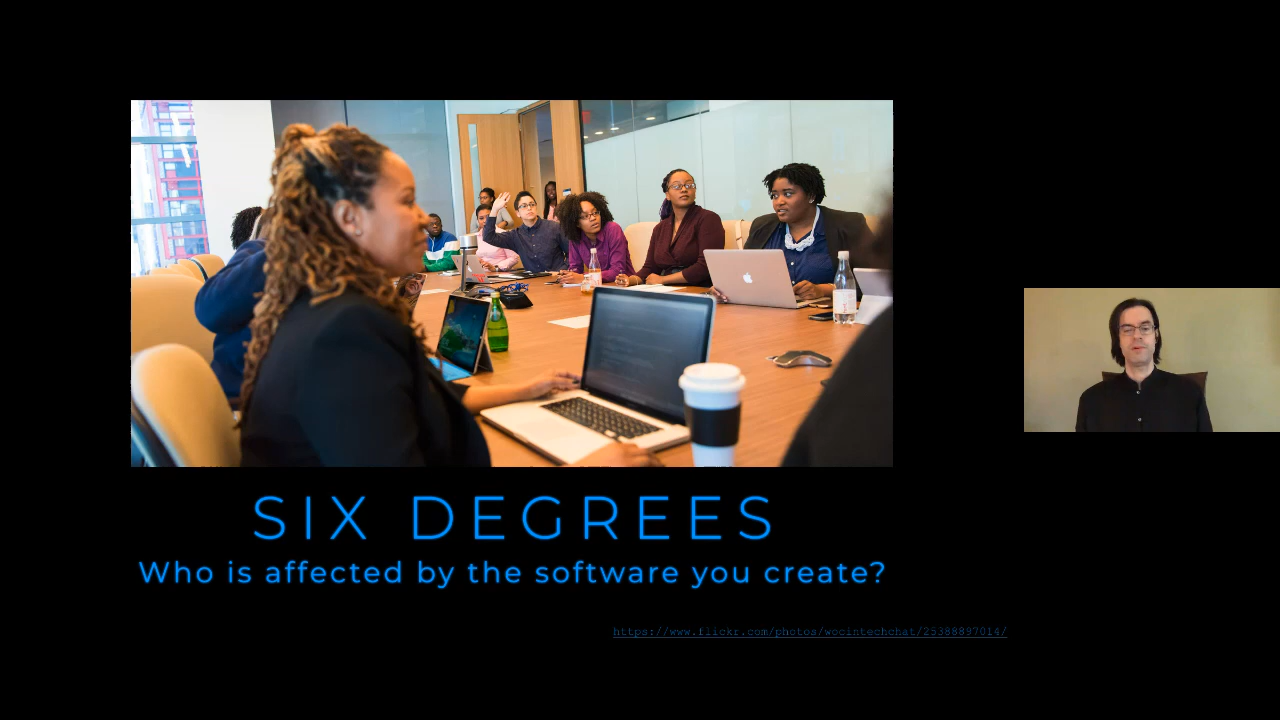 SIX DEGREES
Who is affected by the software you create?
https://www.flickr.com/photos/wocintechchat/25388897014/